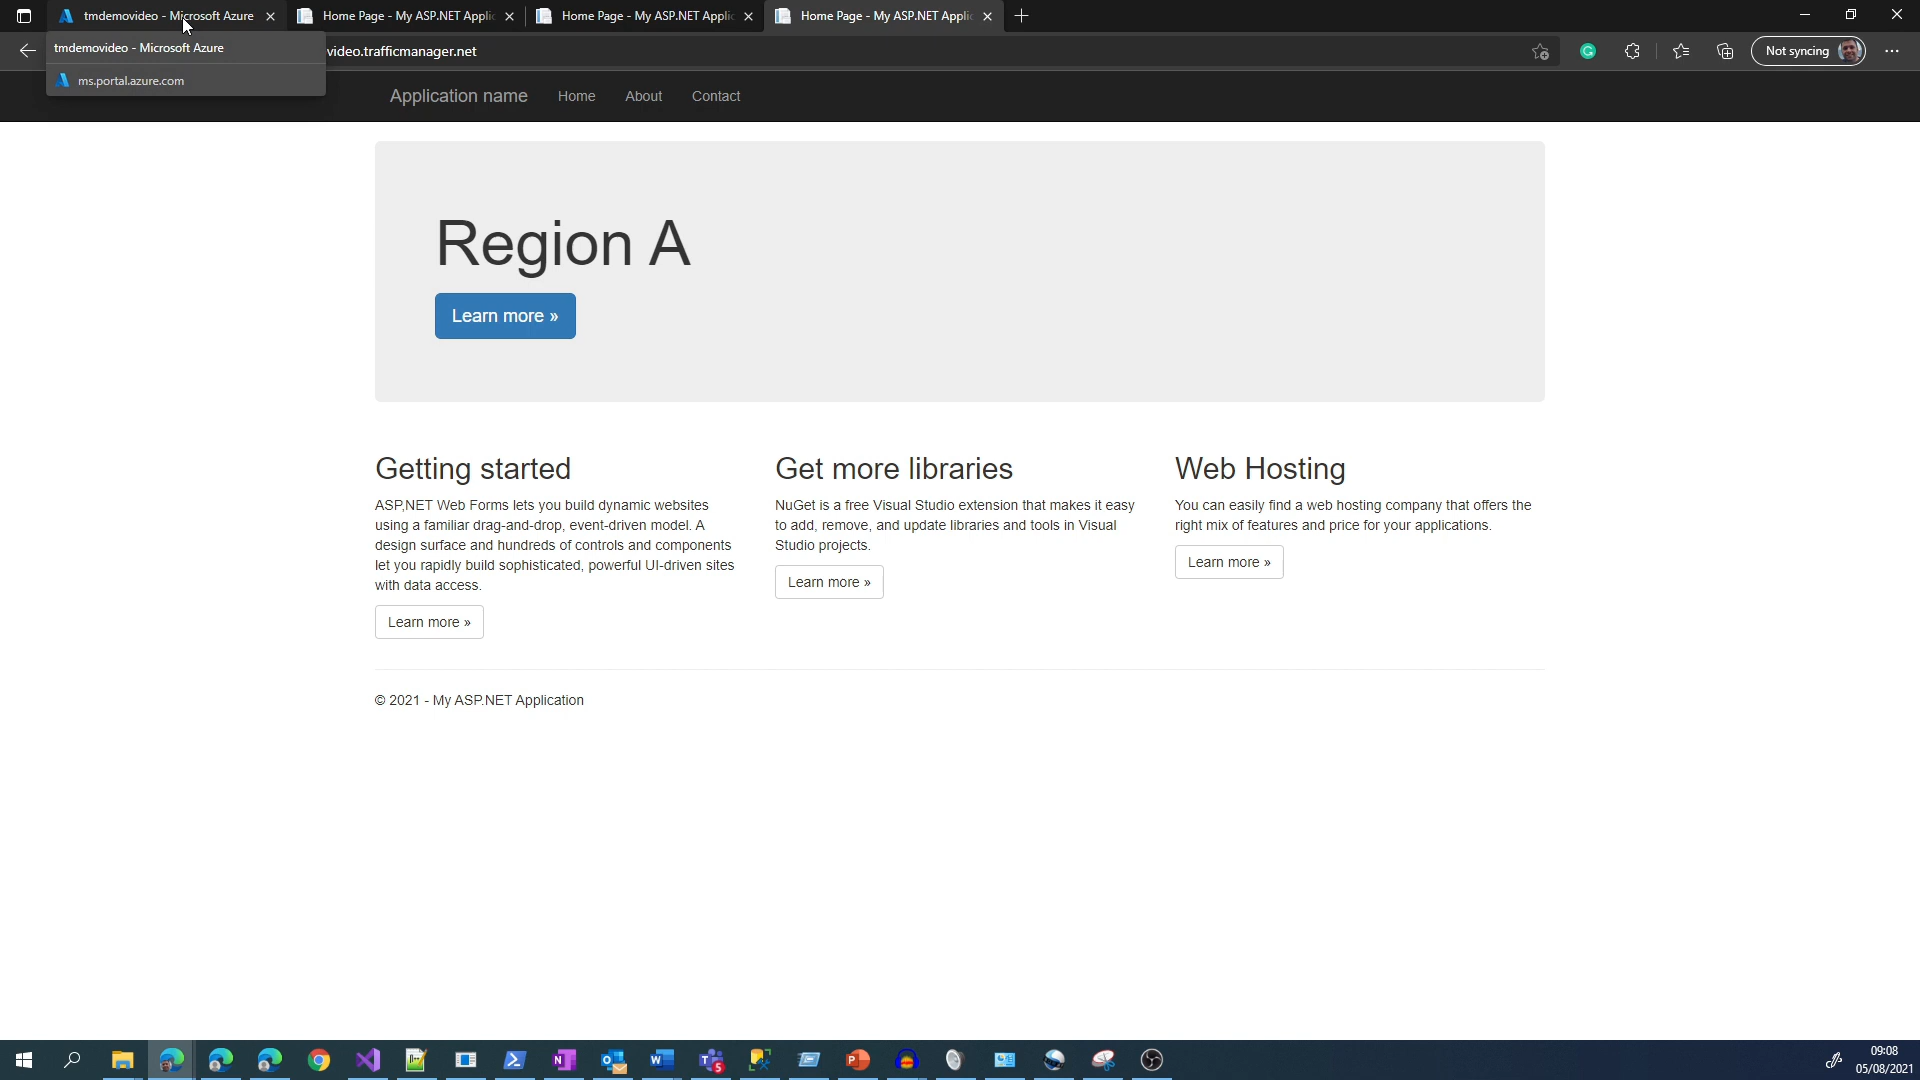 tmdemovideo - Microsoft Azure
Home Page - My ASP.NET Applic
Home Page - My ASP.NET Applic
Home Page - My ASP.NET Applic
tmdemovideo - Microsoft Azure
ms.portal.azure.com
video.trafficmanager.net
Not syncing
Application name
Home
About
Contact
Region A
Learn more »
Getting started
ASP.NET Web Forms lets you build dynamic websites
using a familiar drag-and-drop, event-driven model. A
design surface and hundreds of controls and components
let you rapidly build sophisticated, powerful UI-driven sites
with data access.
Learn more »
Get more libraries
NuGet is a free Visual Studio extension that makes it easy
to add, remove, and update libraries and tools in Visual
Studio projects.
Learn more »
Web Hosting
You can easily find a web hosting company that offers the
right mix of features and price for your applications.
Learn more »
© 2021 - My ASP.NET Application
5
09:08
05/08/2021